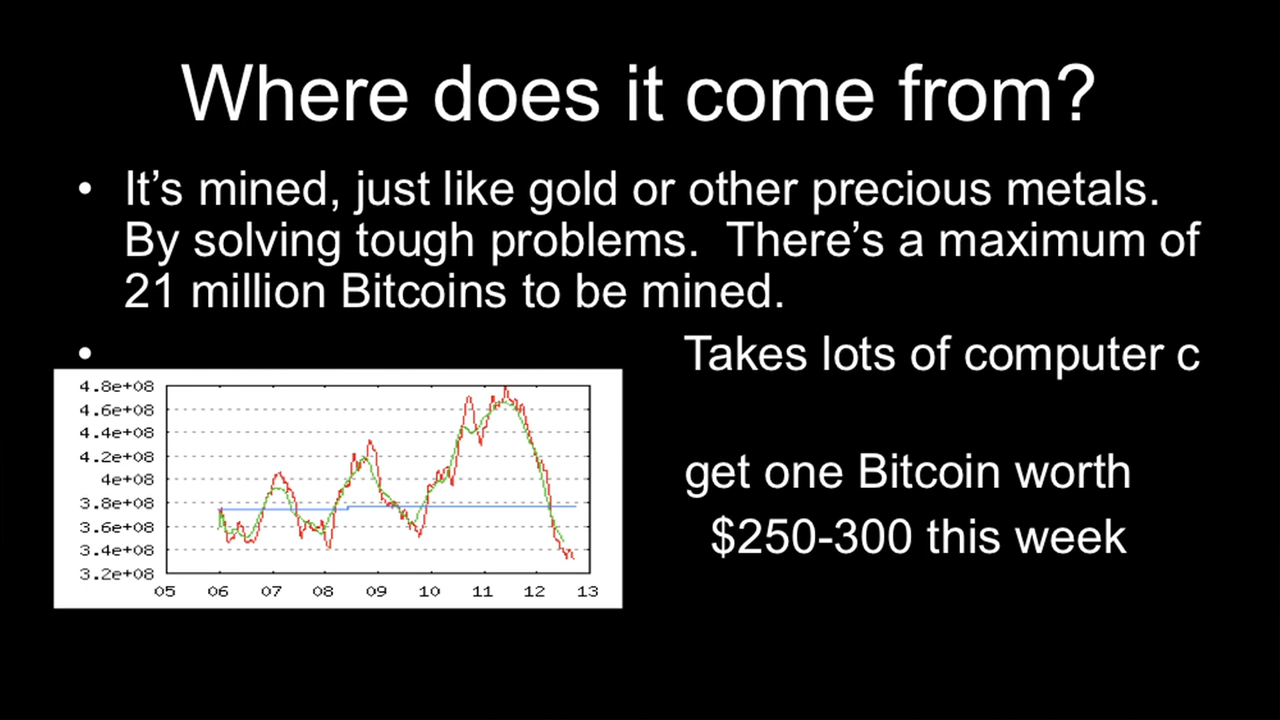 Where does it come from?
• It’s mined, just like gold or other precious metals.
By solving tough problems.  There’s a maximum of
21 million Bitcoins to be mined.
• Takes lots of computer c
get one Bitcoin worth
$250-300 this week
4.8e+08
4.6e+08
4.4e+08
4.2e+08
4e+08
3.8e+08
3.6e+08
3.4e+08
3.2e+08
05 06 07 08 09 10 11 12 13